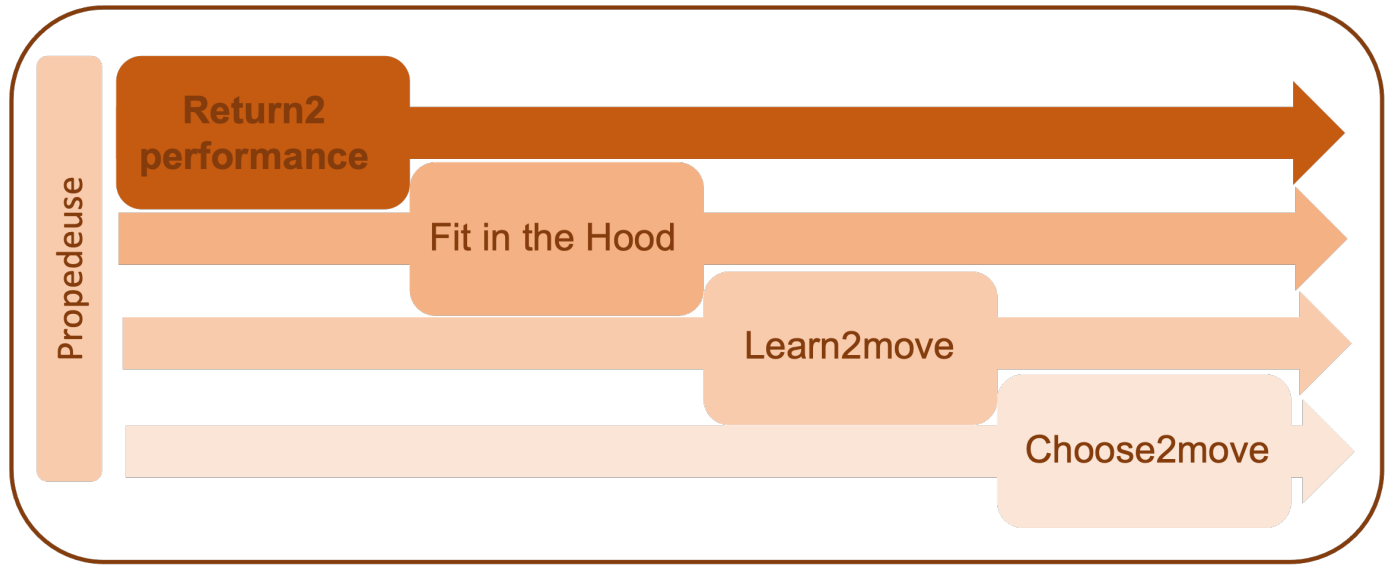 Propedeuse
Return2
performance
Fit in the Hood
Learn2move
Choose2move